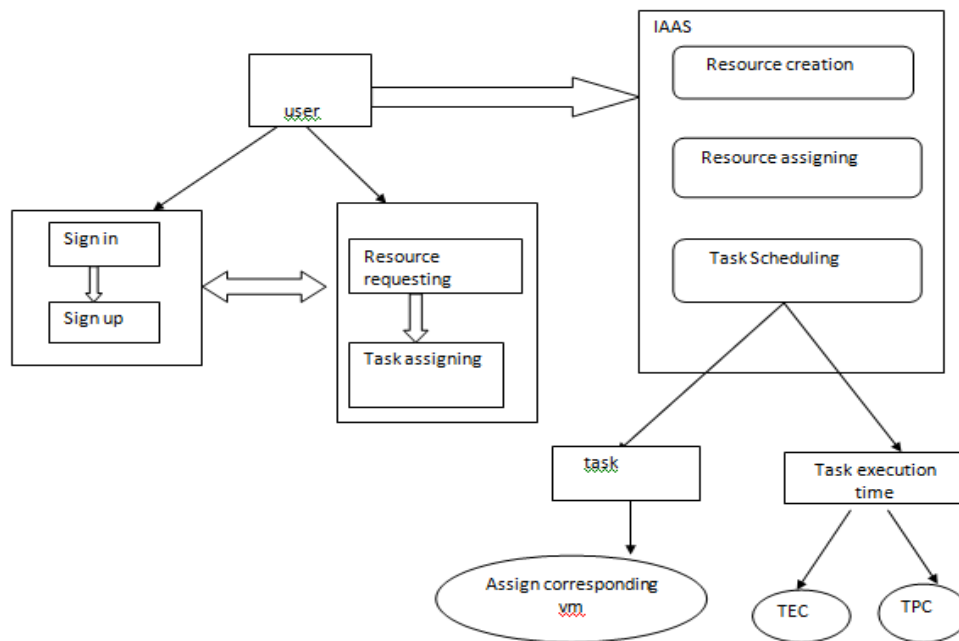 IAAS
Resource creation
user
Resource assigning
Sign in
Resource
requesting
Task Scheduling
Sign up
Task assigning
task
Task execution
time
Assign corresponding
vm
TEC
TPC